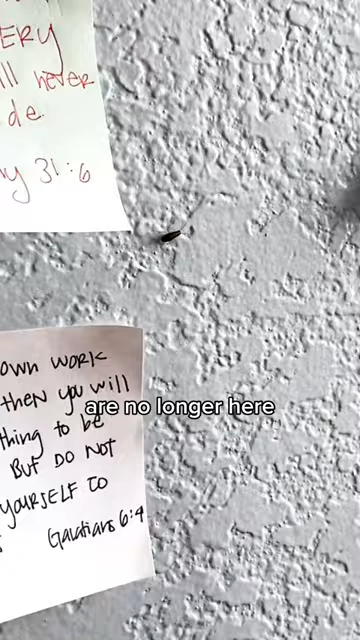 ERY
ll never
de.
y 31:6
own work
then you will
thing to be
But DO NOT
YOURSELF TO
s Galatians 6:4
are no longer here